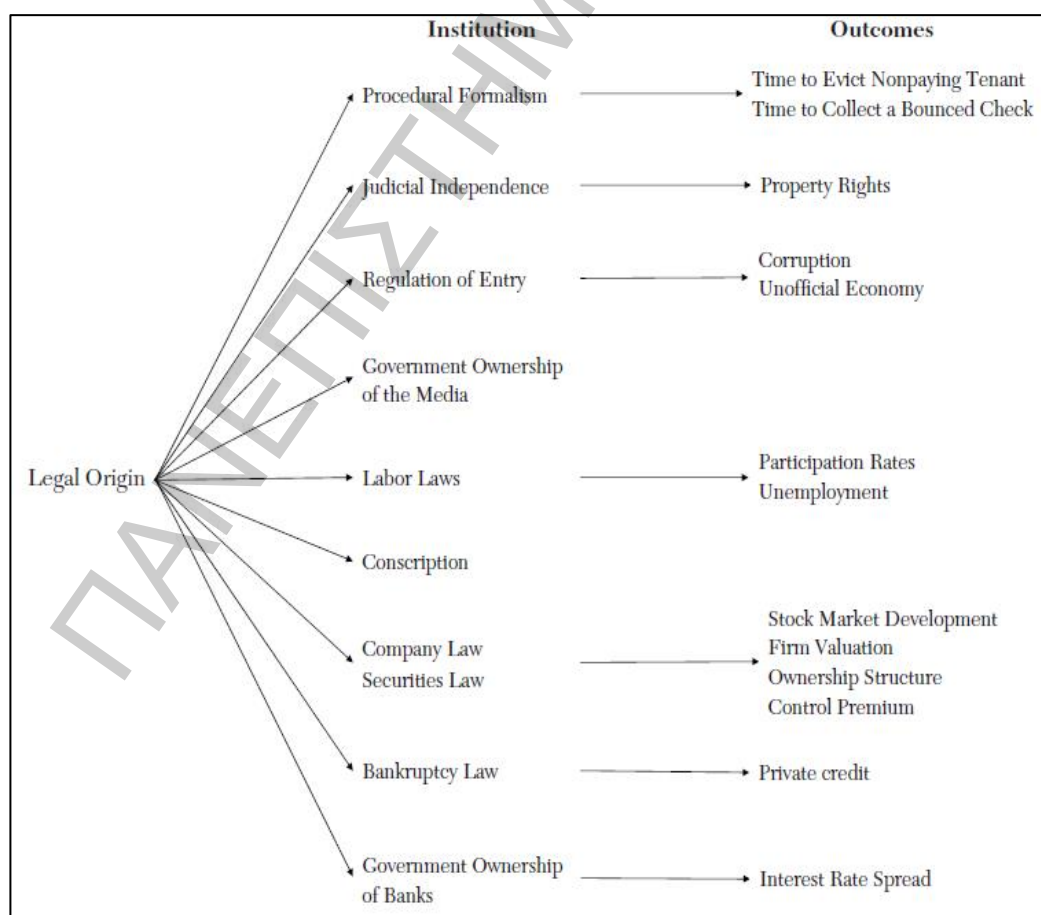 Institution Outcomes
Procedural Formalism Time to Evict Nonpaying Tenant
Time to Collect a Bounced Check
Judicial Independence Property Rights
Regulation of Entry Corruption
Unofficial Economy
Government Ownership
of the Media
Legal Origin
Labor Laws Participation Rates
Unemployment
Conscription
Company Law
Securities Law
Stock Market Development
Firm Valuation
Ownership Structure
Control Premium
Bankruptcy Law Private credit
Government Ownership
of Banks
Interest Rate Spread
ΠΑΝΕΠΙΣΤΗΜ